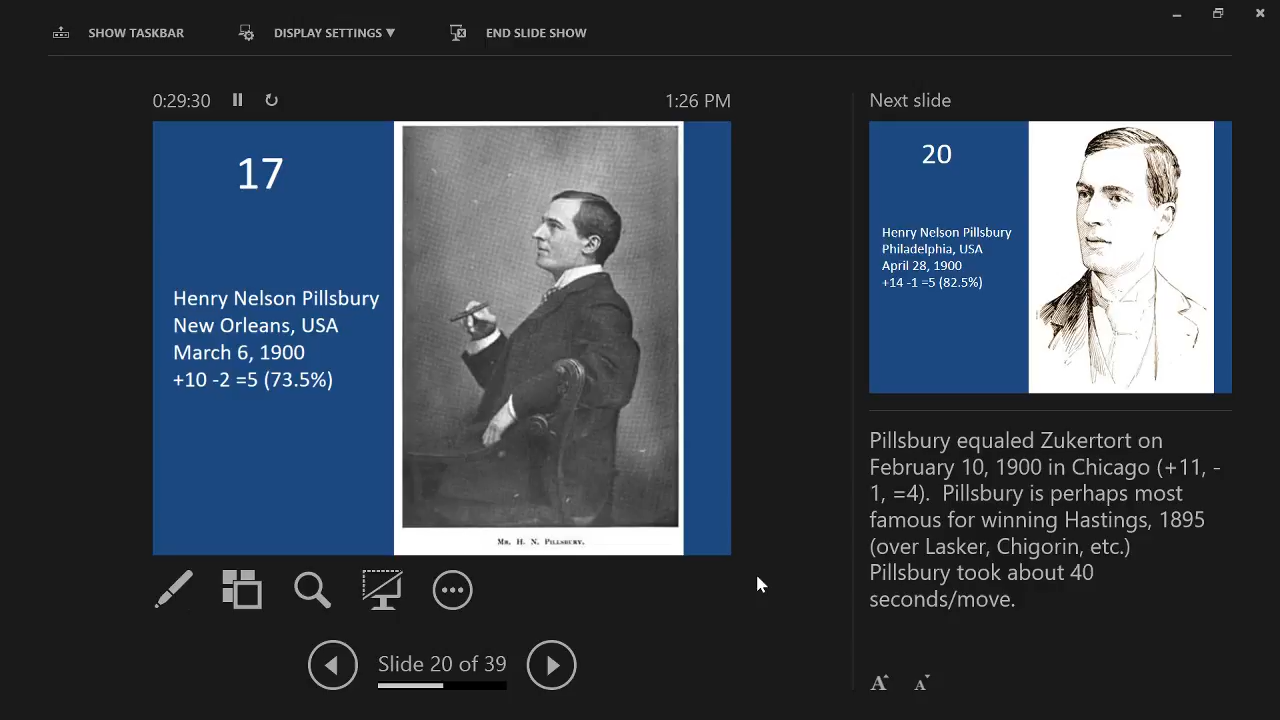 SHOW TASKBAR
DISPLAY SETTINGS ▼
END SLIDE SHOW
0:29:30
1:26 PM
17
Henry Nelson Pillsbury
New Orleans, USA
March 6, 1900
+10 -2 =5 (73.5%)
MR. H. N. PILLSBURY.
Slide 20 of 39
Next slide
20
Henry Nelson Pillsbury
Philadelphia, USA
April 28, 1900
+14 -1 =5 (82.5%)
Pillsbury equaled Zukertort on
February 10, 1900 in Chicago (+11, -
1, =4).  Pillsbury is perhaps most
famous for winning Hastings, 1895
(over Lasker, Chigorin, etc.)
Pillsbury took about 40
seconds/move.
A A